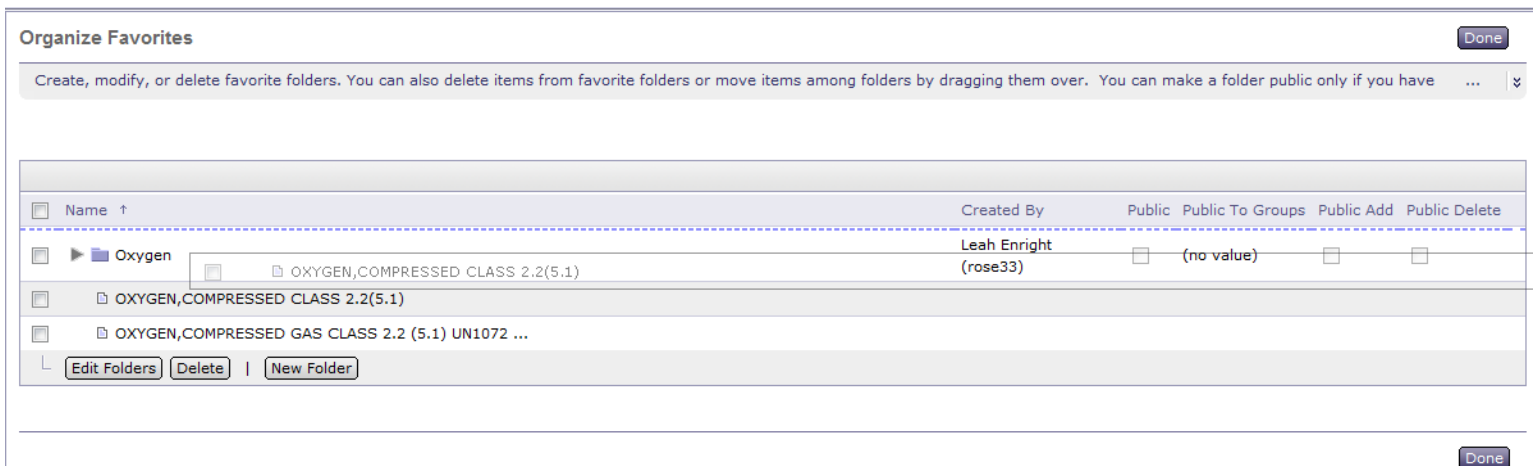 Organize Favorites
Done
Create, modify, or delete favorite folders. You can also delete items from favorite folders or move items among folders by dragging them over. You can make a folder public only if you have ...
Name ↑ Created By Public Public To Groups Public Add Public Delete
Oxygen Leah Enright (rose33) (no value)
OXYGEN,COMPRESSED CLASS 2.2(5.1)
OXYGEN,COMPRESSED CLASS 2.2(5.1)
OXYGEN,COMPRESSED GAS CLASS 2.2 (5.1) UN1072 ...
Edit Folders Delete | New Folder
Done